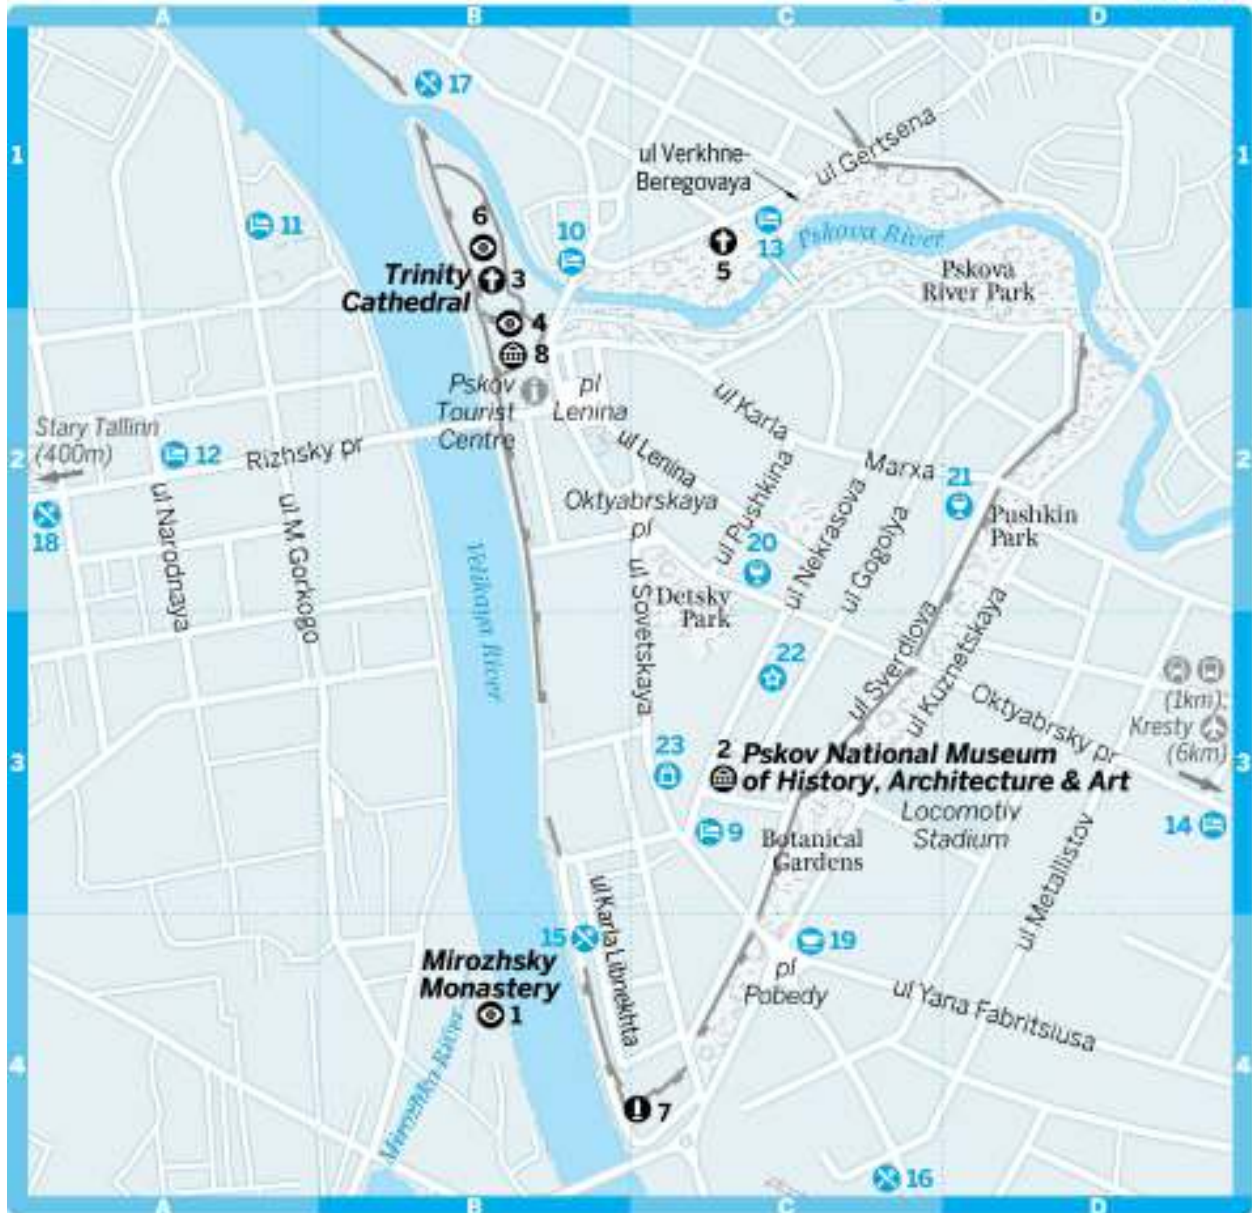 A
B
C
D
17
1
1
ul Gertsena
ul Verkhne-
Beregovaya
6
10
11
13
Pskova River
5
Trinity
Cathedral
3
Pskova
River Park
4
8
Pskov
Tourist
Centre
pl
Lenina
ul Karla
Marxa
Stary Tallinn
(400m)
12
Rizhsky pr
2
2
ul Lenina
21
Oktyabrskaya
pl
ul Pushkina
ul Nekrasova
ul Gogolya
Pushkin
Park
18
ul Narodnaya
ul M Gorkogo
Velikaya River
20
ul Sovetskaya
Detsky
Park
22
ul Sverdlova
ul Kuznetskaya
Oktyabrsky pr
(1km),
Kresty
(6km)
3
3
23
2
Pskov National Museum
of History, Architecture & Art
Locomotiv
Stadium
9
Botanical
Gardens
14
ul Metallistov
ul Karla Libnekhta
15
19
Mirozhsky
Monastery
1
pl
Pobedy
ul Yana Fabritsiusa
Mirozhka River
4
4
7
16
A
B
C
D